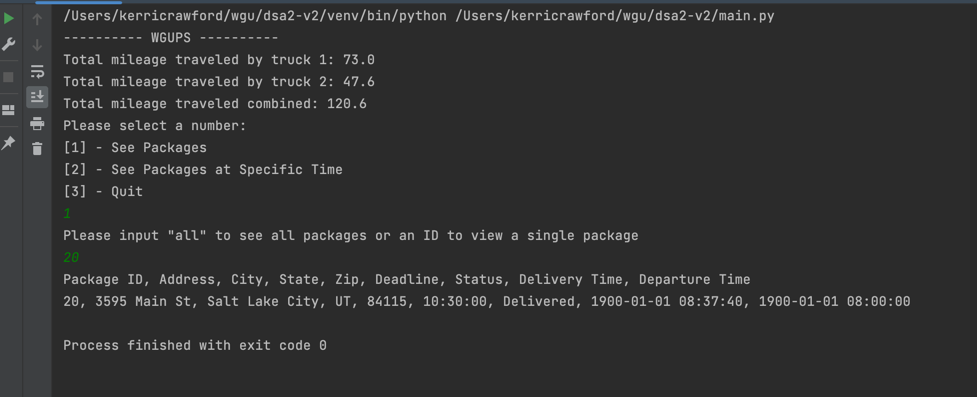 /Users/kerricrawford/wgu/dsa2-v2/venv/bin/python /Users/kerricrawford/wgu/dsa2-v2/main.py
---------- WGUPS ----------
Total mileage traveled by truck 1: 73.0
Total mileage traveled by truck 2: 47.6
Total mileage traveled combined: 120.6
Please select a number:
[1] - See Packages
[2] - See Packages at Specific Time
[3] - Quit
1
Please input "all" to see all packages or an ID to view a single package
20
Package ID, Address, City, State, Zip, Deadline, Status, Delivery Time, Departure Time
20, 3595 Main St, Salt Lake City, UT, 84115, 10:30:00, Delivered, 1900-01-01 08:37:40, 1900-01-01 08:00:00
Process finished with exit code 0